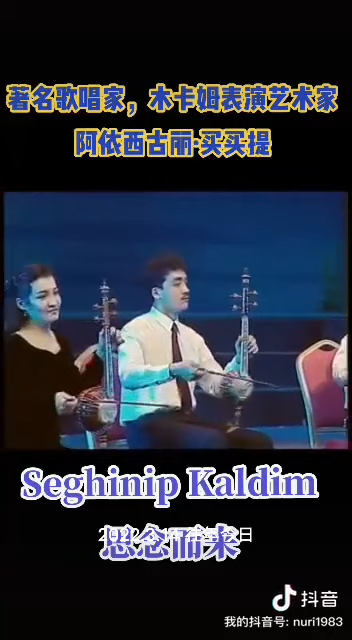 著名歌唱家，木卡姆表演艺术家
阿依西古丽·买买提
Seghinip Kaldim
思念而来
抖音
我的抖音号: nuri1983